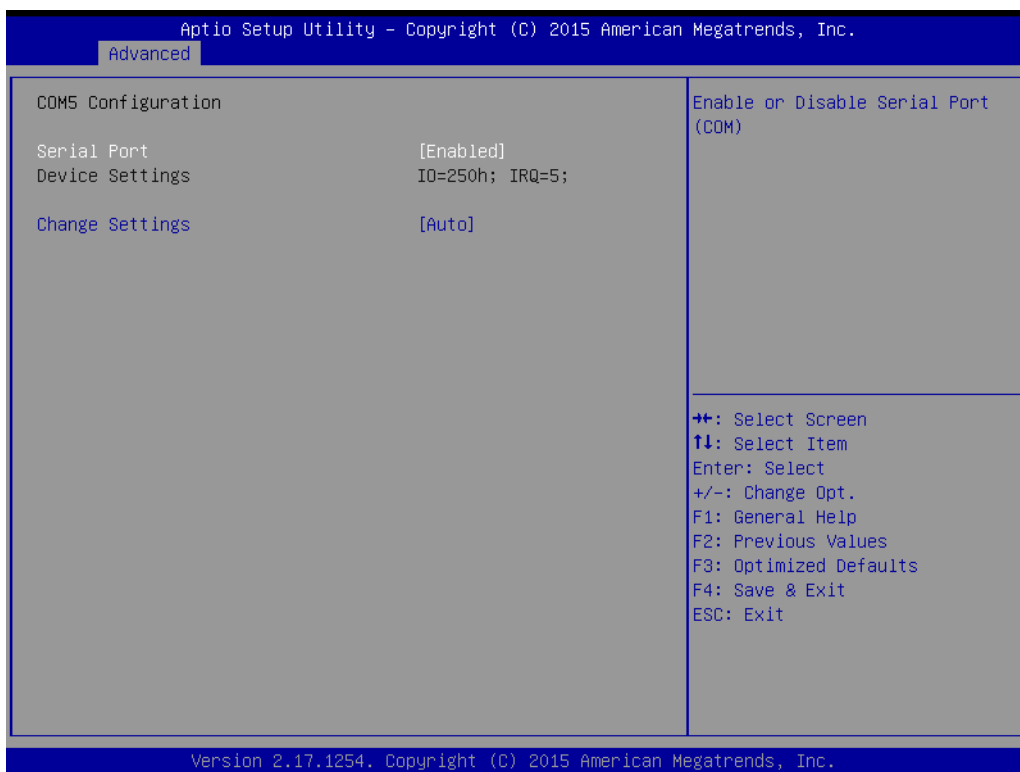 Aptio Setup Utility – Copyright (C) 2015 American Megatrends, Inc.
Advanced
COM5 Configuration
Serial Port [Enabled]
Device Settings IO=250h; IRQ=5;
Change Settings [Auto]
Enable or Disable Serial Port
(COM)
→←: Select Screen
↑↓: Select Item
Enter: Select
+/-: Change Opt.
F1: General Help
F2: Previous Values
F3: Optimized Defaults
F4: Save & Exit
ESC: Exit
Version 2.17.1254. Copyright (C) 2015 American Megatrends, Inc.